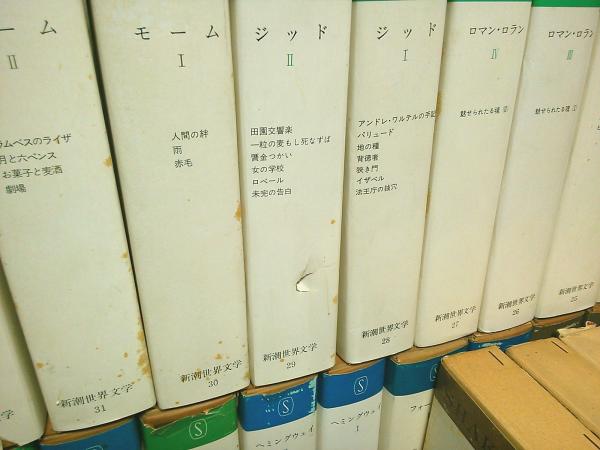 ーム
II
ラムベスのライザ
月と六ペンス
お菓子と麦酒
劇場
新潮世界文学
31
モーム
I
人間の絆
雨
赤毛
新潮世界文学
30
ジッド
II
田園交響楽
一粒の麦もし死なずば
贋金つかい
女の学校
ロベール
未完の告白
新潮世界文学
29
ジッド
I
アンドレ・ワルテルの手記
パリュード
地の糧
背徳者
狭き門
イザベル
法王庁の抜穴
新潮世界文学
28
ロマン・ロラン
IV
魅せられたる魂 ②
新潮世界文学
27
ロマン・ロラン
III
魅せられたる魂 ①
新潮世界文学
26
新潮世界文学
25
文学
S
S
ヘミングウェイ
S
ヘミングウェイ
I
S
フォー
SHAK